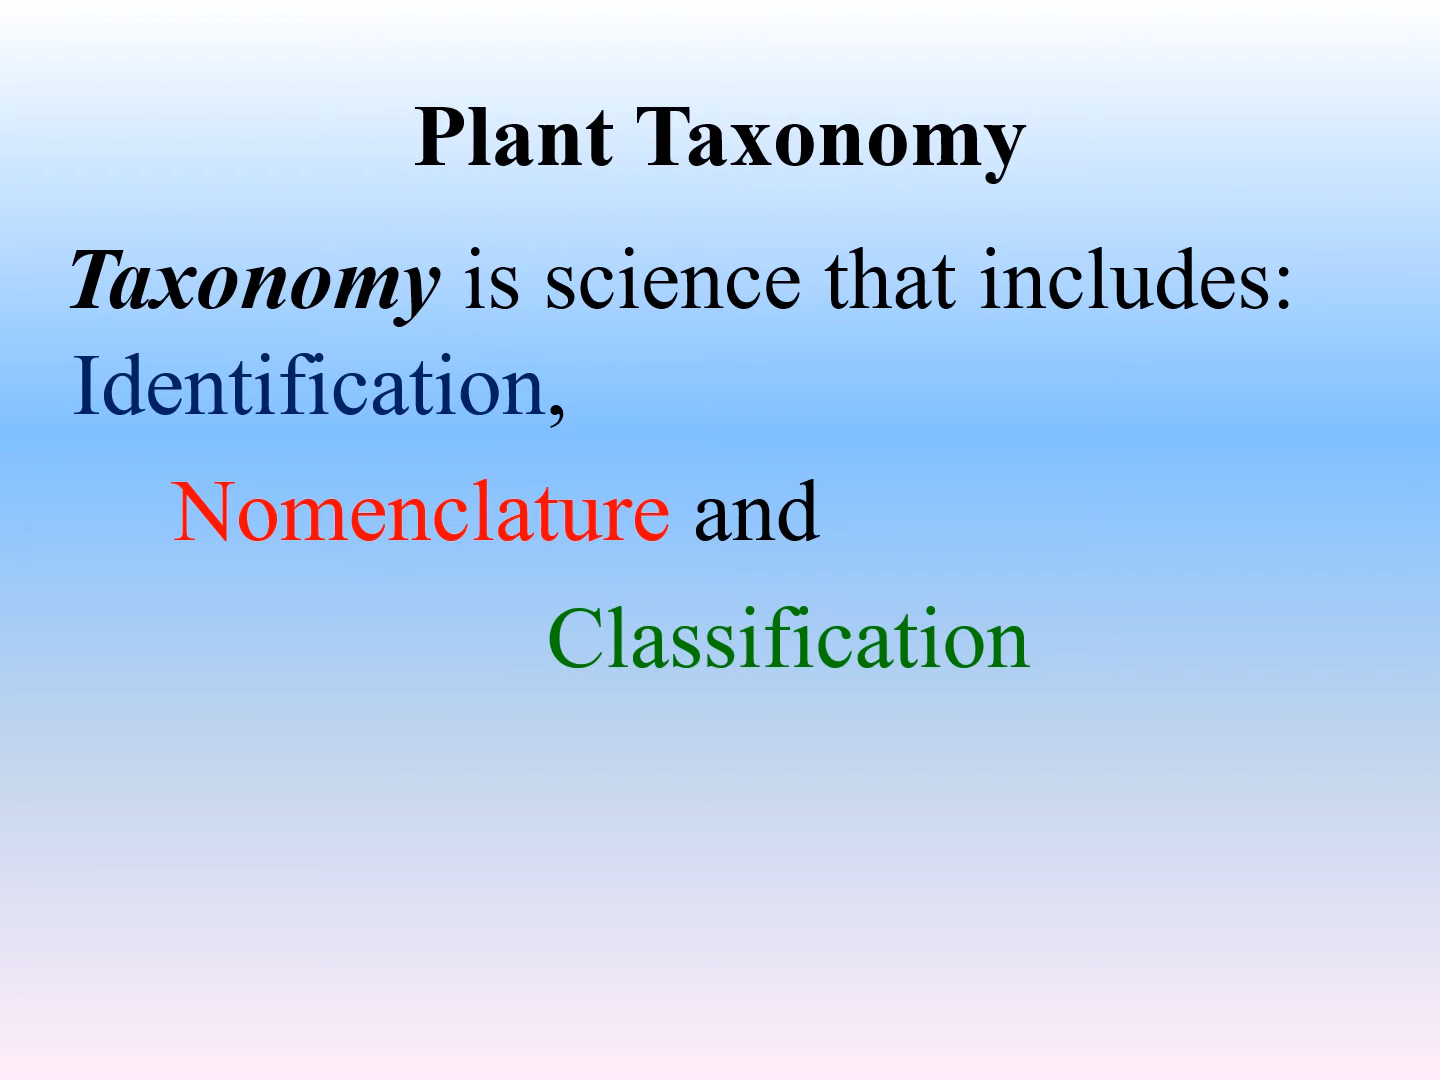 Plant Taxonomy
Taxonomy is science that includes:
Identification,
Nomenclature and
Classification